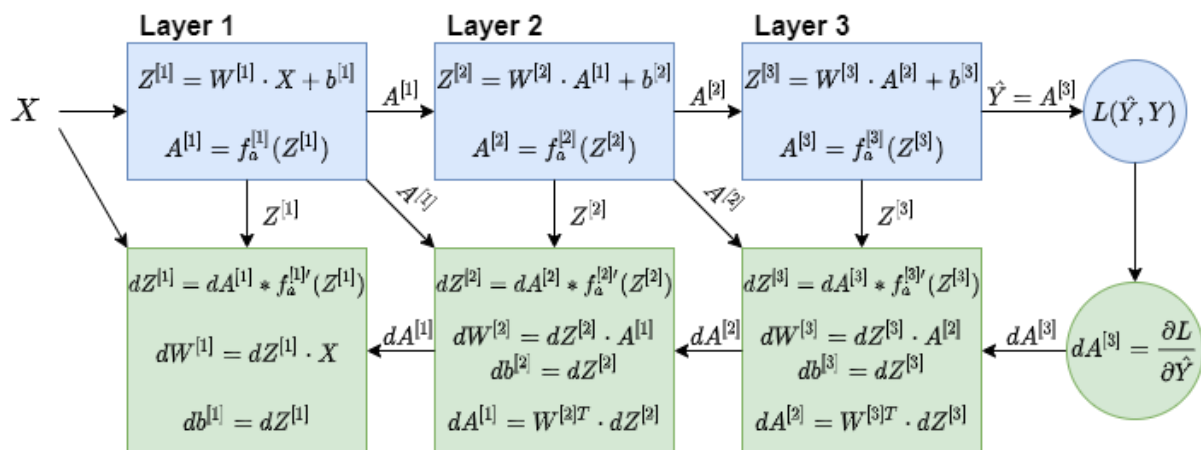 Layer 1
Layer 2
Layer 3
X
Z^{[1]} = W^{[1]} · X + b^{[1]}
A^{[1]} = f_a^{[1]}(Z^{[1]})
A^{[1]}
Z^{[2]} = W^{[2]} · A^{[1]} + b^{[2]}
A^{[2]} = f_a^{[2]}(Z^{[2]})
A^{[2]}
Z^{[3]} = W^{[3]} · A^{[2]} + b^{[3]}
A^{[3]} = f_a^{[3]}(Z^{[3]})
Ŷ = A^{[3]}
L(Ŷ, Y)
Z^{[1]}
A^{[1]}
Z^{[2]}
A^{[2]}
Z^{[3]}
dZ^{[1]} = dA^{[1]} * f_a^{[1]′}(Z^{[1]})
dW^{[1]} = dZ^{[1]} · X
db^{[1]} = dZ^{[1]}
dA^{[1]}
dZ^{[2]} = dA^{[2]} * f_a^{[2]′}(Z^{[2]})
dW^{[2]} = dZ^{[2]} · A^{[1]}
db^{[2]} = dZ^{[2]}
dA^{[1]} = W^{[2]T} · dZ^{[2]}
dA^{[2]}
dZ^{[3]} = dA^{[3]} * f_a^{[3]′}(Z^{[3]})
dW^{[3]} = dZ^{[3]} · A^{[2]}
db^{[3]} = dZ^{[3]}
dA^{[2]} = W^{[3]T} · dZ^{[3]}
dA^{[3]}
dA^{[3]} = ∂L/∂Ŷ